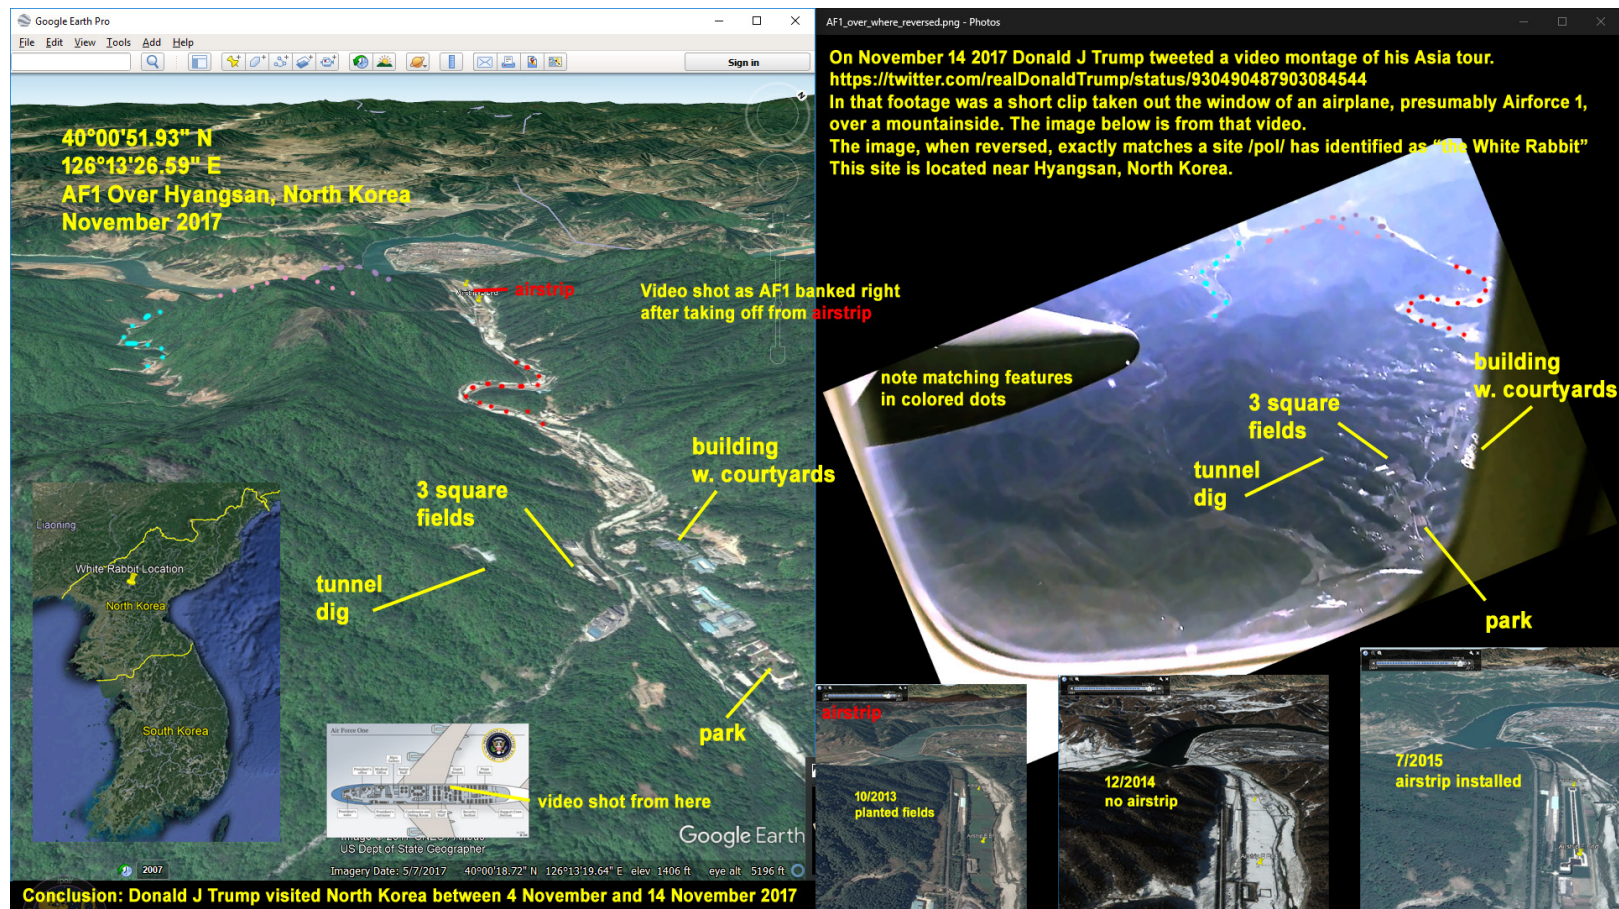 Google Earth Pro
File Edit View Tools Add Help
Sign in
40°00'51.93" N
126°13'26.59" E
AF1 Over Hyangsan, North Korea
November 2017
airstrip
Video shot as AF1 banked right
after taking off from airstrip
building
w. courtyards
3 square
fields
tunnel
dig
park
Liaoning
White Rabbit Location
North Korea
South Korea
Air Force One
video shot from here
Google Earth
US Dept of State Geographer
2007
Imagery Date: 5/7/2017 40°00'18.72" N 126°13'19.64" E elev 1406 ft eye alt 5196 ft
Conclusion: Donald J Trump visited North Korea between 4 November and 14 November 2017
AF1_over_where_reversed.png - Photos
On November 14 2017 Donald J Trump tweeted a video montage of his Asia tour.
https://twitter.com/realDonaldTrump/status/930490487903084544
In that footage was a short clip taken out the window of an airplane, presumably Airforce 1,
over a mountainside. The image below is from that video.
The image, when reversed, exactly matches a site /pol/ has identified as "the White Rabbit"
This site is located near Hyangsan, North Korea.
note matching features
in colored dots
building
w. courtyards
3 square
fields
tunnel
dig
park
airstrip
10/2013
planted fields
12/2014
no airstrip
7/2015
airstrip installed